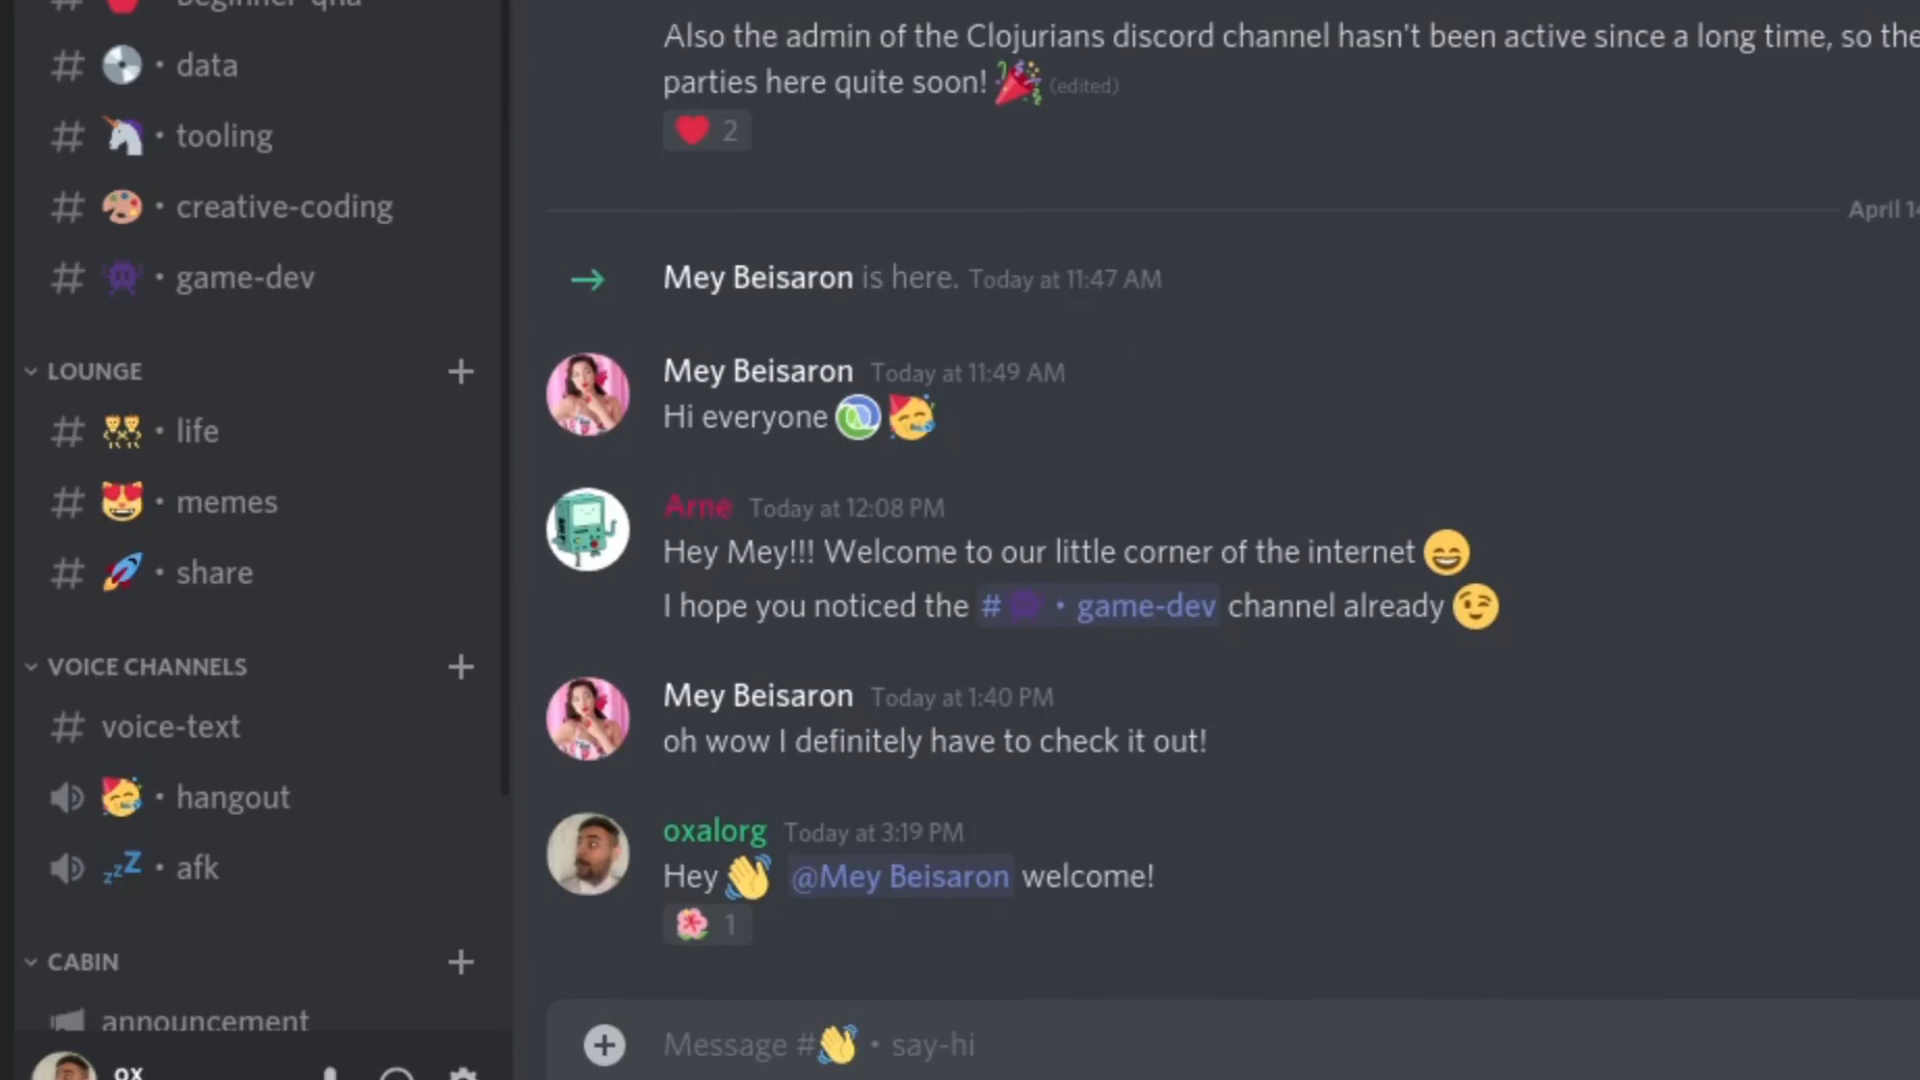 beginner-qna
# • data
# • tooling
# • creative-coding
# • game-dev
LOUNGE
# • life
# • memes
# • share
VOICE CHANNELS
# voice-text
• hangout
• afk
CABIN
announcement
ox
Also the admin of the Clojurians discord channel hasn't been active since a long time, so the
parties here quite soon! (edited)
2
April 14
Mey Beisaron is here. Today at 11:47 AM
Mey Beisaron Today at 11:49 AM
Hi everyone
Arne Today at 12:08 PM
Hey Mey!!! Welcome to our little corner of the internet
I hope you noticed the # • game-dev channel already
Mey Beisaron Today at 1:40 PM
oh wow I definitely have to check it out!
oxalorg Today at 3:19 PM
Hey @Mey Beisaron welcome!
1
Message # • say-hi